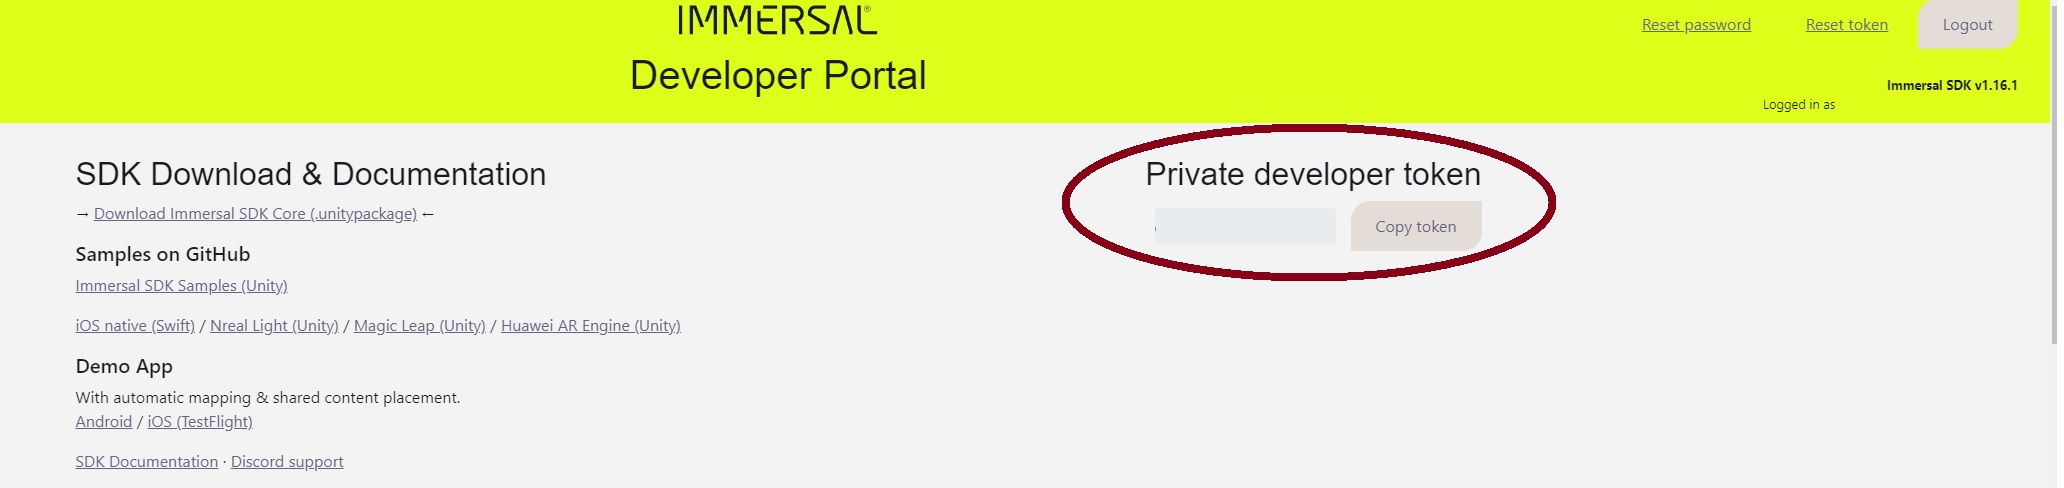 IMMERSAL®
Developer Portal
Reset password
Reset token
Logout
Immersal SDK v1.16.1
Logged in as
SDK Download & Documentation
→ Download Immersal SDK Core (.unitypackage) ←
Samples on GitHub
Immersal SDK Samples (Unity)
iOS native (Swift) / Nreal Light (Unity) / Magic Leap (Unity) / Huawei AR Engine (Unity)
Demo App
With automatic mapping & shared content placement.
Android / iOS (TestFlight)
SDK Documentation · Discord support
Private developer token
Copy token